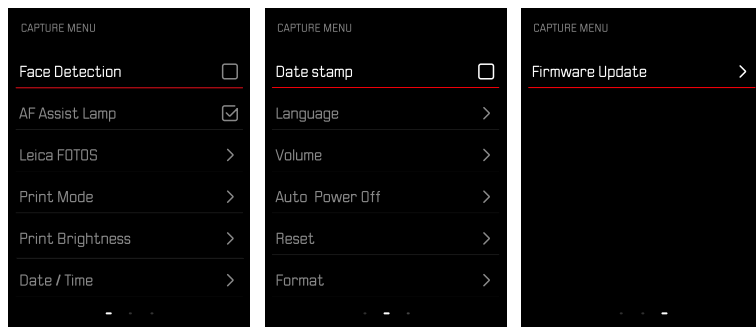 CAPTURE MENU
Face Detection
AF Assist Lamp
Leica FOTOS
Print Mode
Print Brightness
Date / Time
CAPTURE MENU
Date stamp
Language
Volume
Auto Power Off
Reset
Format
CAPTURE MENU
Firmware Update